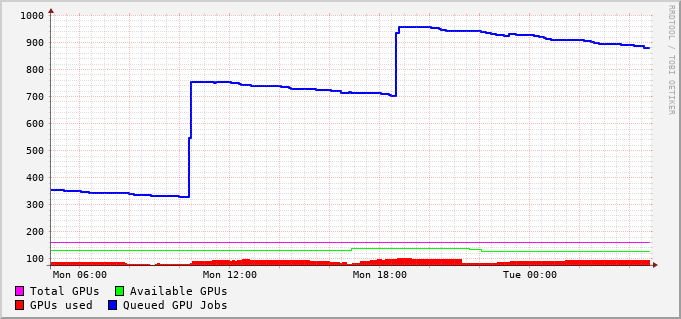 1000
900
800
700
600
500
400
300
200
100
Mon 06:00 Mon 12:00 Mon 18:00 Tue 00:00
Total GPUs Available GPUs
GPUs used Queued GPU Jobs
RRDTOOL / TOBI OETIKER